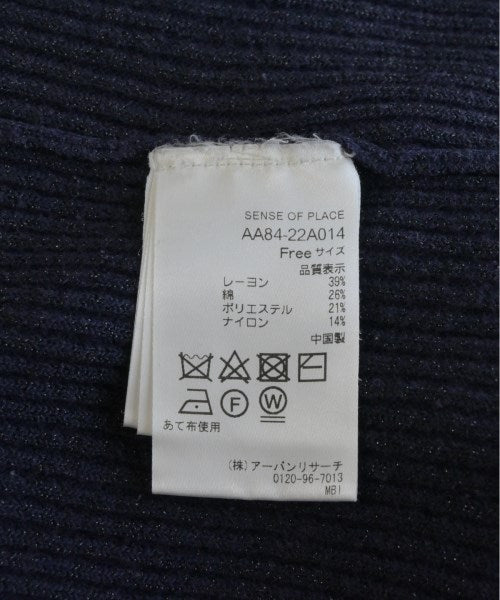 SENSE OF PLACE
AA84-22A014
Freeサイズ
品質表示
レーヨン 39%
綿 26%
ポリエステル 21%
ナイロン 14%
中国製
F W
あて布使用
(株)アーバンリサーチ
0120-96-7013
MBI